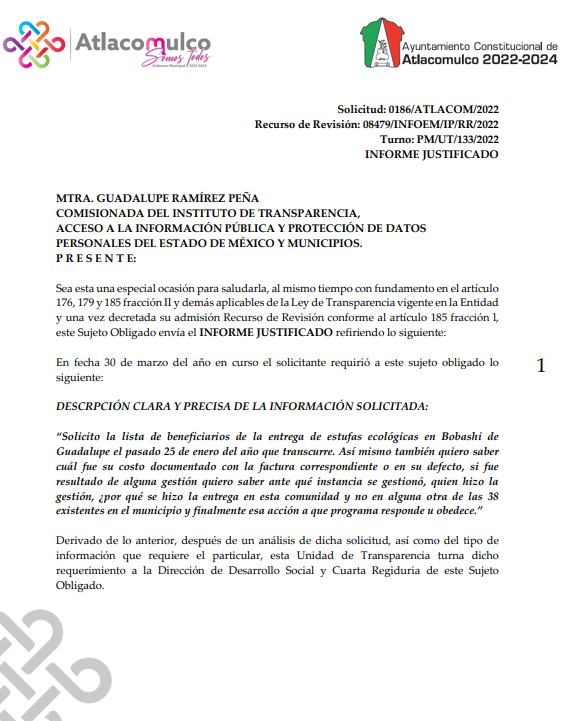 Atlacomulco
Somos Todos
Ayuntamiento Constitucional de
Atlacomulco 2022-2024
Solicitud: 0186/ATLACOM/2022
Recurso de Revisión: 08479/INFOEM/IP/RR/2022
Turno: PM/UT/133/2022
INFORME JUSTIFICADO
MTRA. GUADALUPE RAMÍREZ PEÑA
COMISIONADA DEL INSTITUTO DE TRANSPARENCIA,
ACCESO A LA INFORMACIÓN PÚBLICA Y PROTECCIÓN DE DATOS
PERSONALES DEL ESTADO DE MÉXICO Y MUNICIPIOS.
P R E S E N T E:
Sea esta una especial ocasión para saludarla, al mismo tiempo con fundamento en el artículo
176, 179 y 185 fracción II y demás aplicables de la Ley de Transparencia vigente en la Entidad
y una vez decretada su admisión Recurso de Revisión conforme al artículo 185 fracción I,
este Sujeto Obligado envía el INFORME JUSTIFICADO refiriendo lo siguiente:
En fecha 30 de marzo del año en curso el solicitante requirió a este sujeto obligado lo
siguiente:
1
DESCRPCIÓN CLARA Y PRECISA DE LA INFORMACIÓN SOLICITADA:
“Solicito la lista de beneficiarios de la entrega de estufas ecológicas en Bobashi de
Guadalupe el pasado 25 de enero del año que transcurre. Así mismo también quiero saber
cuál fue su costo documentado con la factura correspondiente o en su defecto, si fue
resultado de alguna gestión quiero saber ante qué instancia se gestionó, quien hizo la
gestión, ¿por qué se hizo la entrega en esta comunidad y no en alguna otra de las 38
existentes en el municipio y finalmente esa acción a que programa responde u obedece.”
Derivado de lo anterior, después de un análisis de dicha solicitud, así como del tipo de
información que requiere el particular, esta Unidad de Transparencia turna dicho
requerimiento a la Dirección de Desarrollo Social y Cuarta Regiduria de este Sujeto
Obligado.